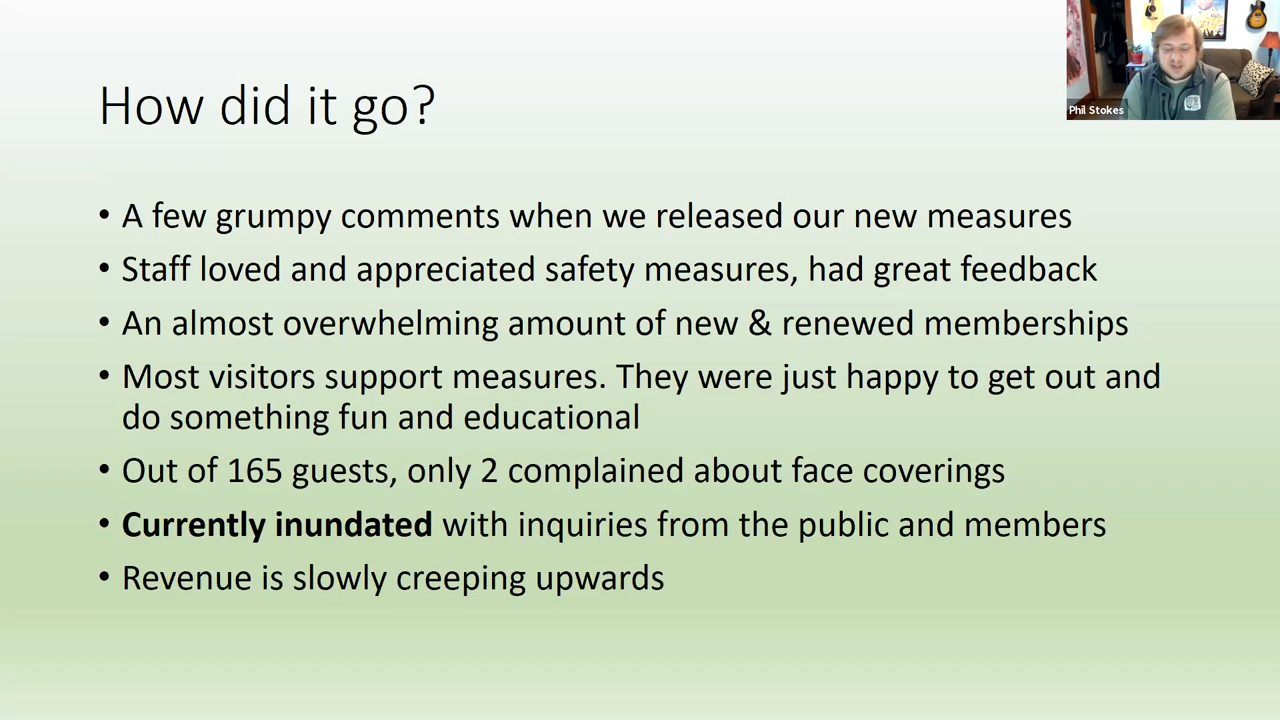 How did it go?
Phil Stokes
• A few grumpy comments when we released our new measures
• Staff loved and appreciated safety measures, had great feedback
• An almost overwhelming amount of new & renewed memberships
• Most visitors support measures. They were just happy to get out and
do something fun and educational
• Out of 165 guests, only 2 complained about face coverings
• Currently inundated with inquiries from the public and members
• Revenue is slowly creeping upwards